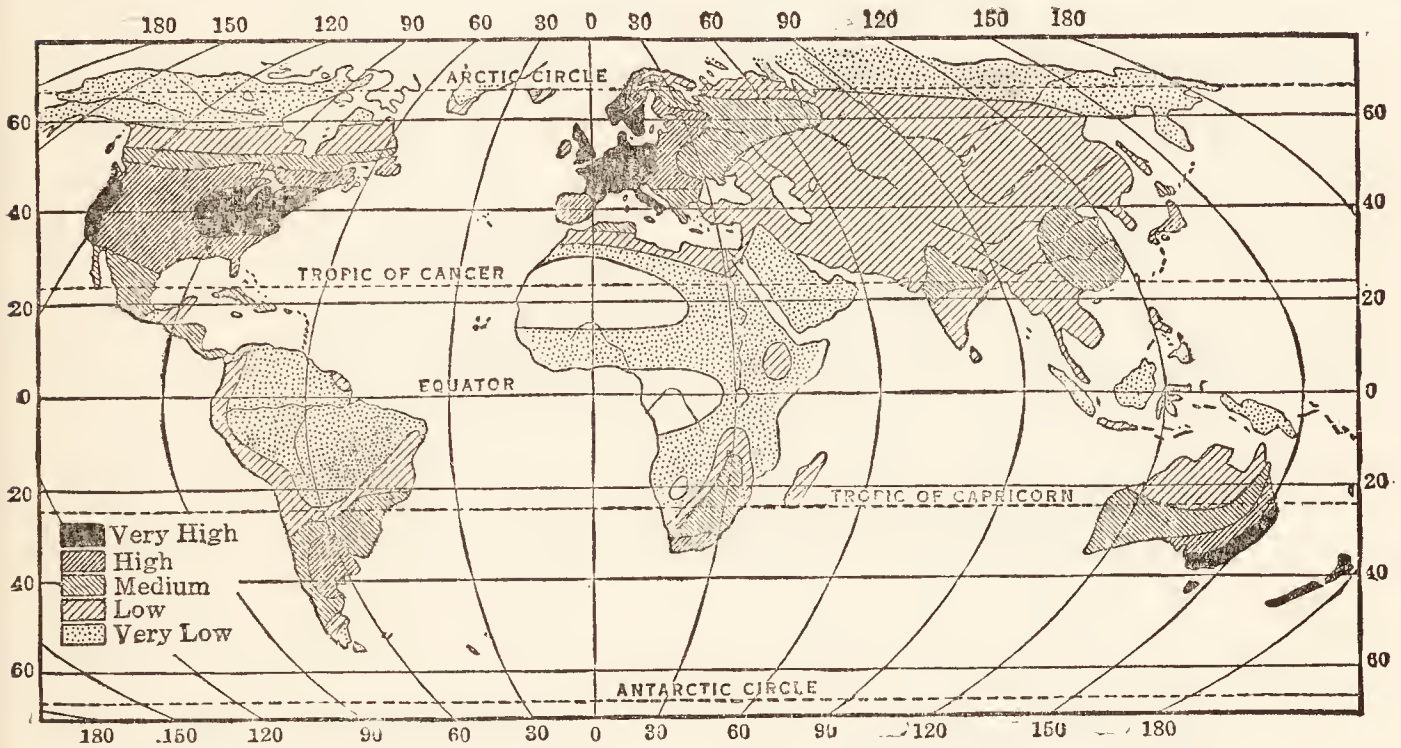 180 150 120 90 60 30 0 30 60 90 120 150 180
ARCTIC CIRCLE
60 60
40 40
TROPIC OF CANCER
20 20
EQUATOR
0 0
20 TROPIC OF CAPRICORN 20
Very High
High
Medium
40 40
Low
Very Low
60 60
ANTARCTIC CIRCLE
180 150 120 90 60 30 0 30 60 90 120 150 180